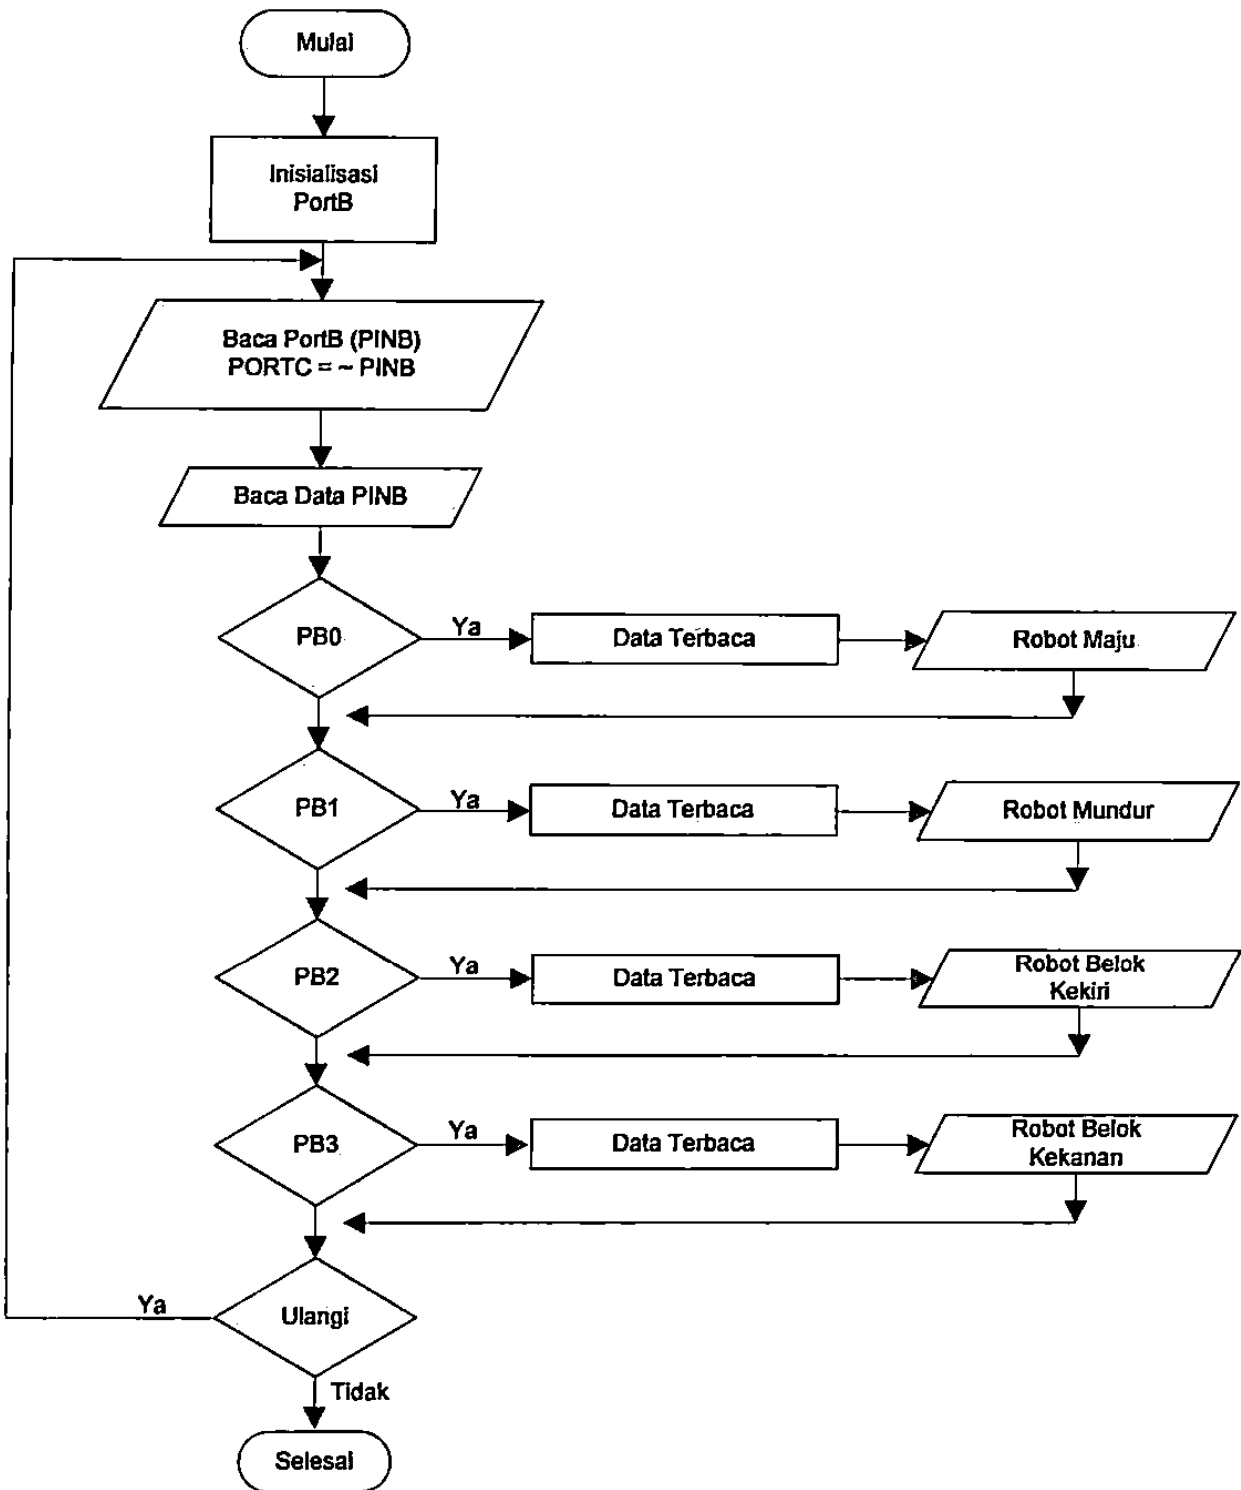 Mulai
Inisialisasi
PortB
Baca PortB (PINB)
PORTC = ~ PINB
Baca Data PINB
PB0
Ya
Data Terbaca
Robot Maju
PB1
Ya
Data Terbaca
Robot Mundur
PB2
Ya
Data Terbaca
Robot Belok
Kekiri
PB3
Ya
Data Terbaca
Robot Belok
Kekanan
Ya
Ulangi
Tidak
Selesai